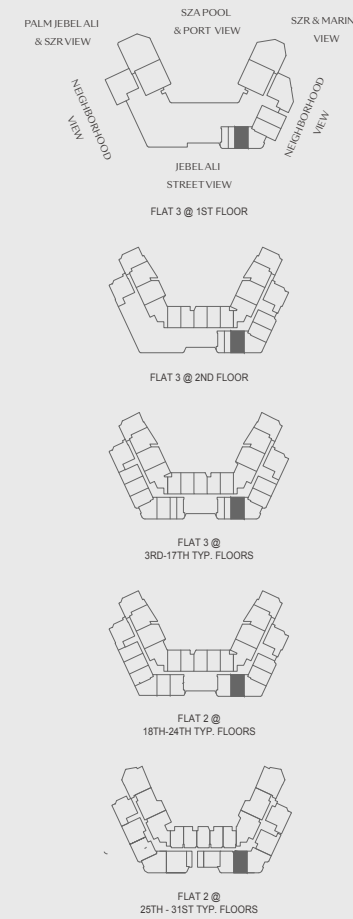 PALM JEBEL ALI
& SZR VIEW
SZA POOL
& PORT VIEW
SZR & MARIN
VIEW
NEIGHBORHOOD
VIEW
NEIGHBORHOOD
VIEW
JEBEL ALI
STREET VIEW
FLAT 3 @ 1ST FLOOR
FLAT 3 @ 2ND FLOOR
FLAT 3 @
3RD-17TH TYP. FLOORS
FLAT 2 @
18TH-24TH TYP. FLOORS
FLAT 2 @
25TH - 31ST TYP. FLOORS